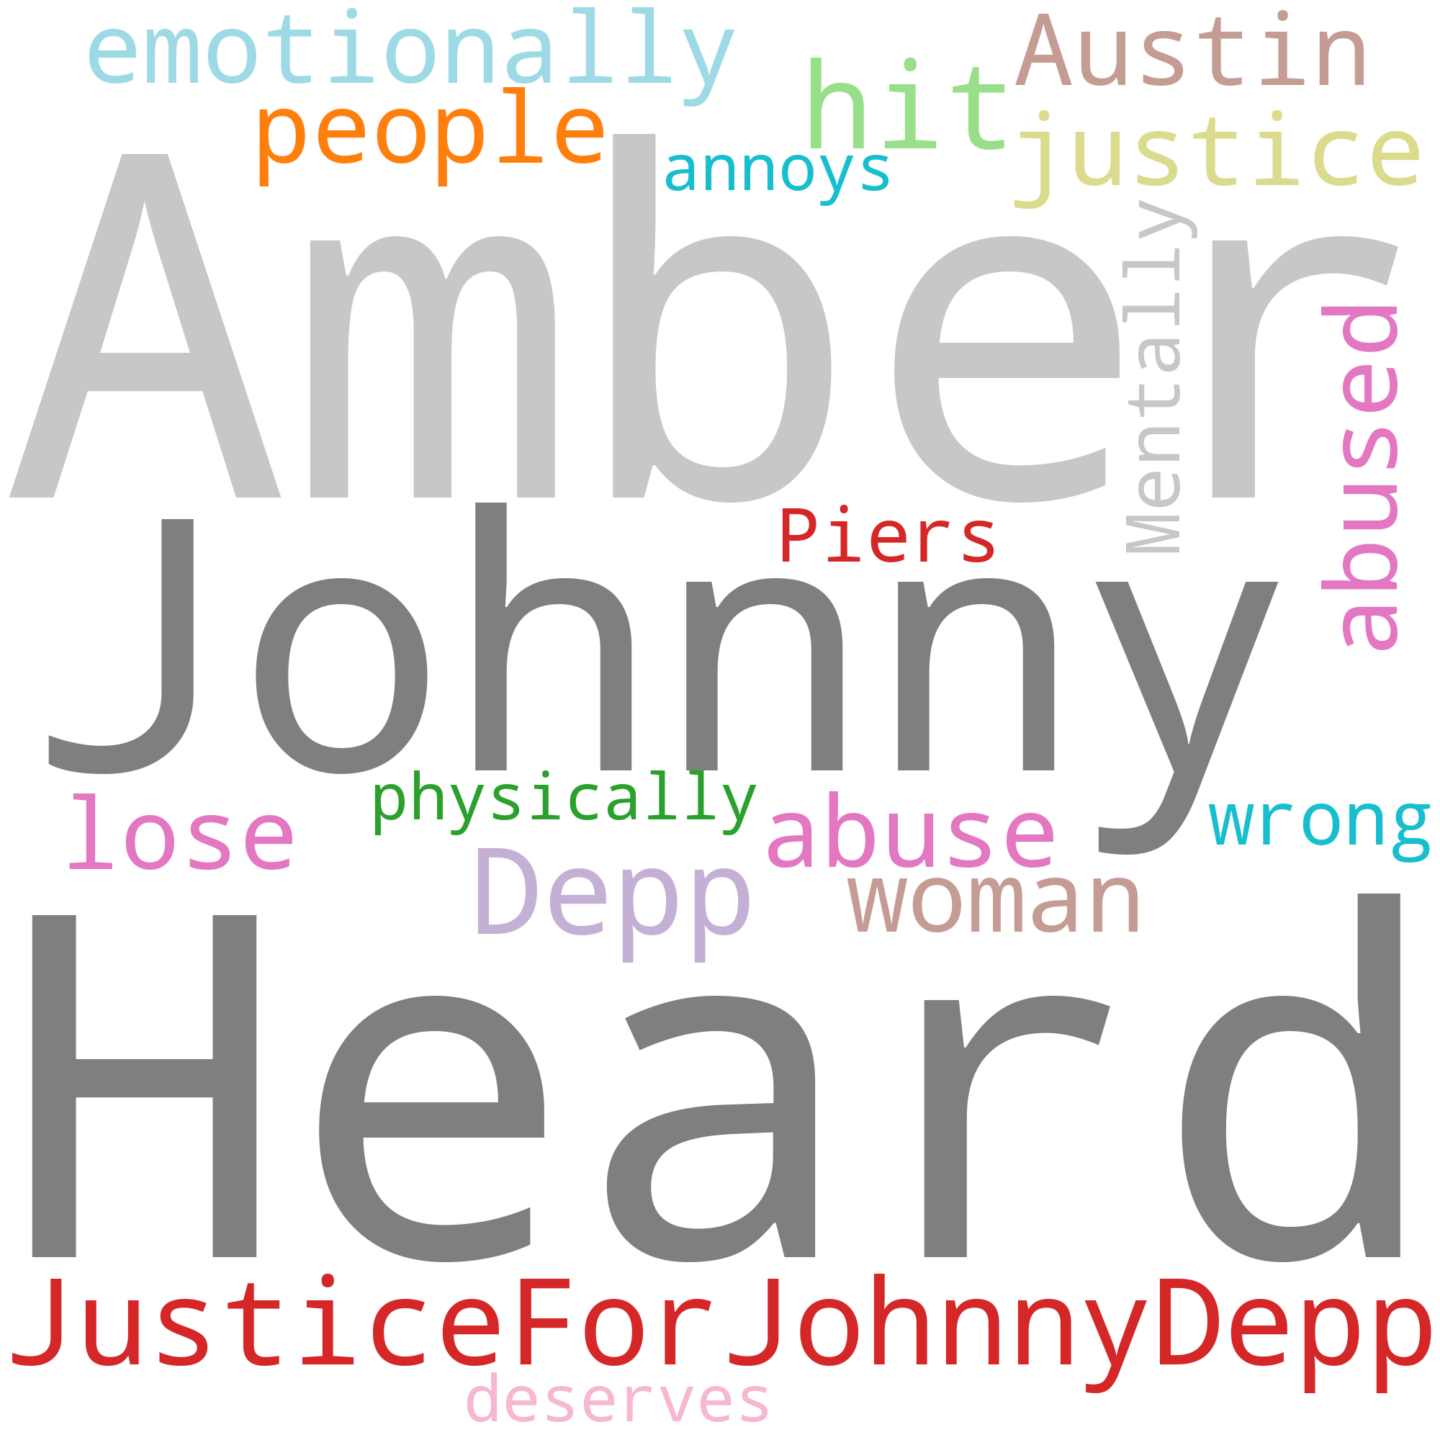 emotionally
Austin
people
hit
justice
annoys
Amber
Mentally
abused
Piers
Johnny
physically
lose
abuse
wrong
Depp
woman
Heard
JusticeForJohnnyDepp
deserves